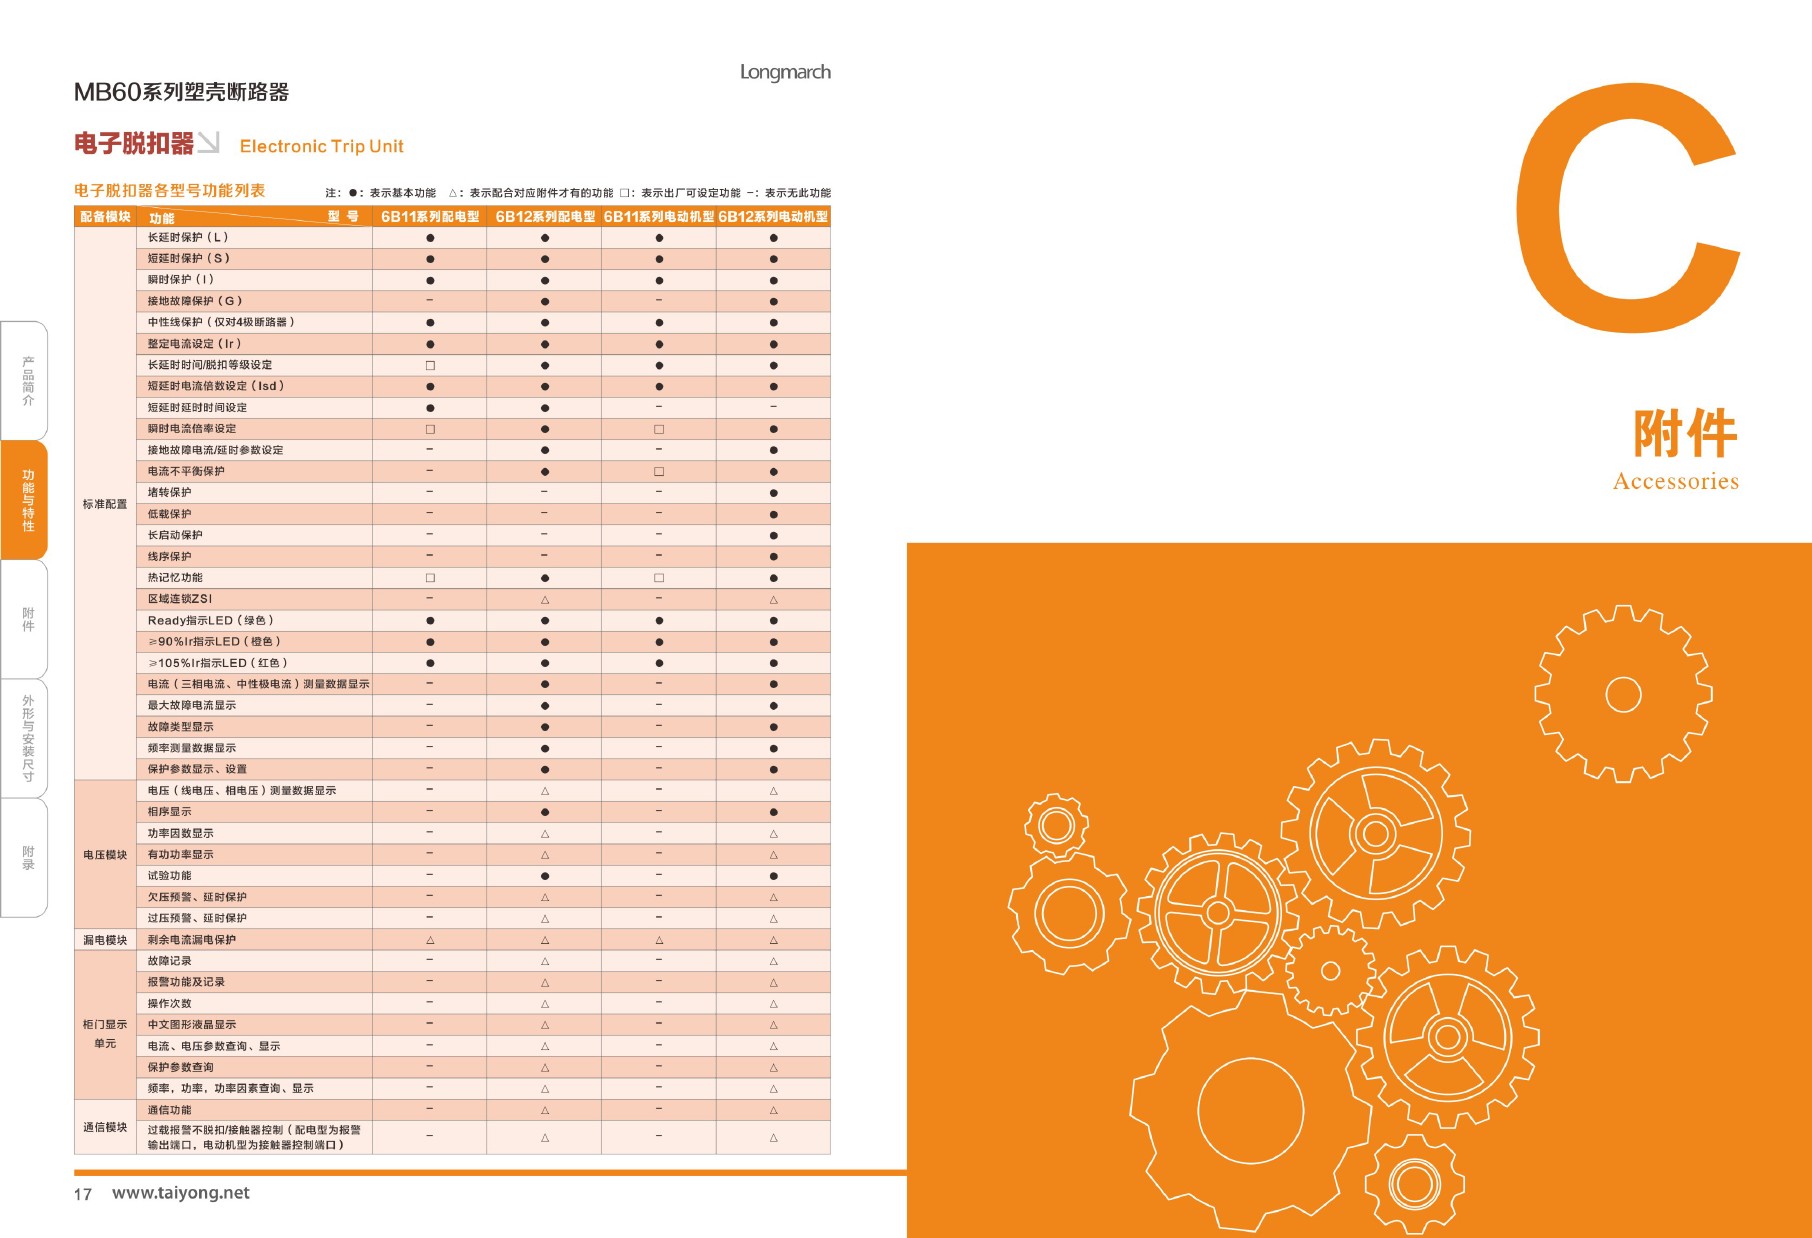 Longmarch
MB60系列塑壳断路器
电子脱扣器 Electronic Trip Unit
电子脱扣器各型号功能列表 注：●：表示基本功能 △：表示配合对应附件才有的功能 □：表示出厂可设定功能 －：表示无此功能
配备模块 功能 型 号 6B11系列配电型 6B12系列配电型 6B11系列电动机型 6B12系列电动机型
标准配置
长延时保护（L） ● ● ● ●
短延时保护（S） ● ● ● ●
瞬时保护（I） ● ● ● ●
接地故障保护（G） － ● － ●
中性线保护（仅对4极断路器） ● ● ● ●
整定电流设定（Ir） ● ● ● ●
长延时时间/脱扣等级设定 □ ● ● ●
短延时电流倍数设定（Isd） ● ● ● ●
短延时延时时间设定 ● ● － －
瞬时电流倍率设定 □ ● □ ●
接地故障电流/延时参数设定 － ● － ●
电流不平衡保护 － ● □ ●
堵转保护 － － － ●
低载保护 － － － ●
长启动保护 － － － ●
线序保护 － － － ●
热记忆功能 □ ● □ ●
区域连锁ZSI － △ － △
Ready指示LED（绿色） ● ● ● ●
≥90%Ir指示LED（橙色） ● ● ● ●
≥105%Ir指示LED（红色） ● ● ● ●
电流（三相电流、中性极电流）测量数据显示 － ● － ●
最大故障电流显示 － ● － ●
故障类型显示 － ● － ●
频率测量数据显示 － ● － ●
保护参数显示、设置 － ● － ●
电压模块
电压（线电压、相电压）测量数据显示 － △ － △
相序显示 － ● － ●
功率因数显示 － △ － △
有功功率显示 － △ － △
试验功能 － ● － ●
欠压预警、延时保护 － △ － △
过压预警、延时保护 － △ － △
漏电模块 剩余电流漏电保护 △ △ △ △
柜门显示
单元
故障记录 － △ － △
报警功能及记录 － △ － △
操作次数 － △ － △
中文图形液晶显示 － △ － △
电流、电压参数查询、显示 － △ － △
保护参数查询 － △ － △
频率，功率，功率因素查询、显示 － △ － △
通信模块
通信功能 － △ － △
过载报警不脱扣/接触器控制（配电型为报警
输出端口，电动机型为接触器控制端口） － △ － △
17 www.taiyong.net
产品简介
功能与特性
附件
外形与安装尺寸
附录
C
附件
Accessories